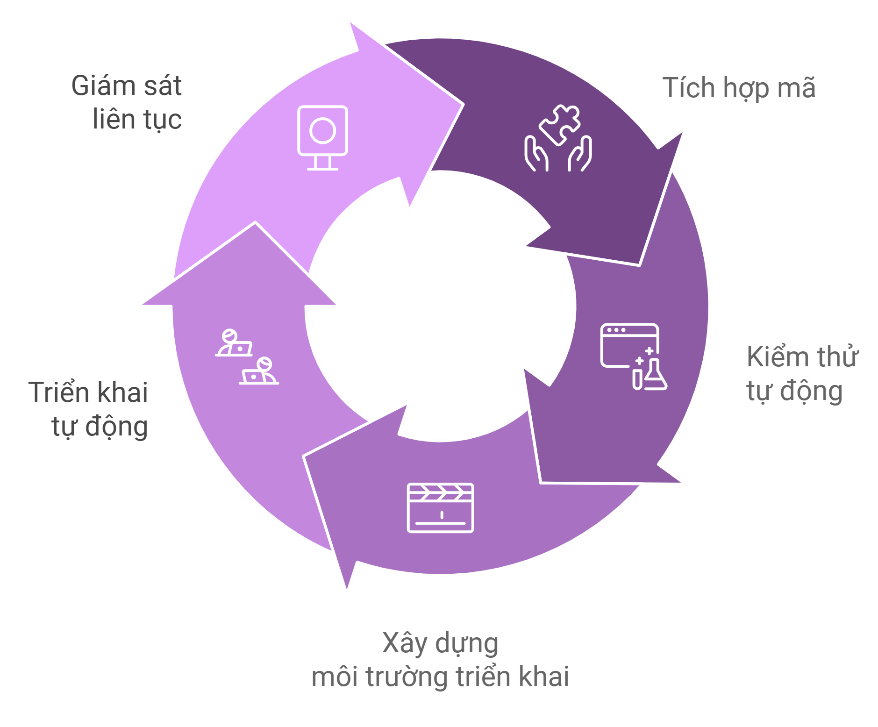 Giám sát
liên tục
Tích hợp mã
Kiểm thử
tự động
Triển khai
tự động
Xây dựng
môi trường triển khai